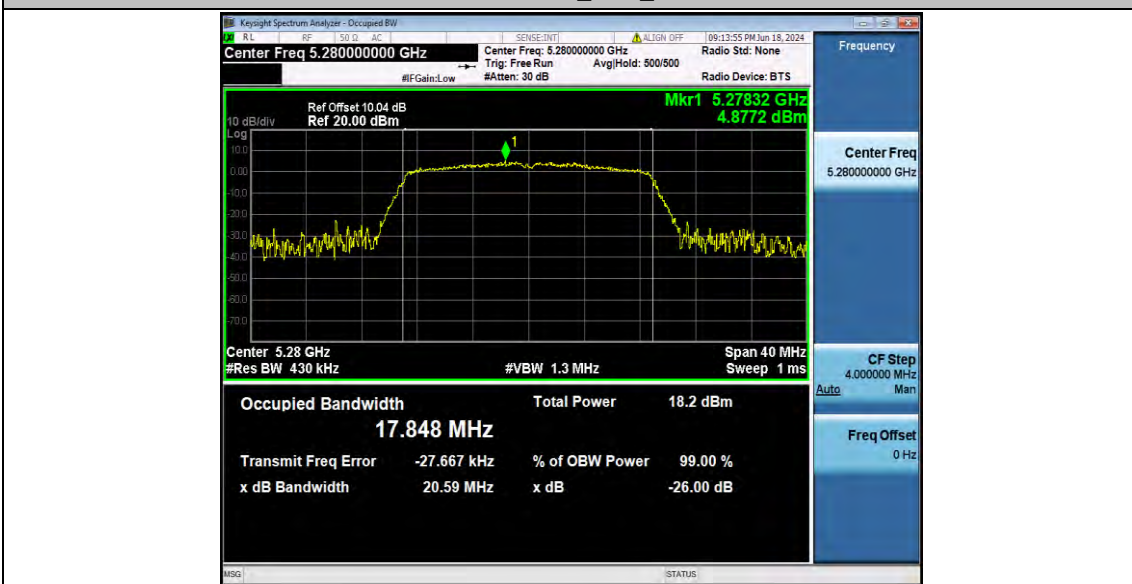 Keysight Spectrum Analyzer - Occupied BW
RL RF 50 Ω AC SENSE:INT ALIGN OFF 09:13:55 PM Jun 18, 2024
Center Freq 5.280000000 GHz Center Freq: 5.280000000 GHz Radio Std: None Frequency
Trig: Free Run Avg|Hold: 500/500
#IFGain:Low #Atten: 30 dB Radio Device: BTS
Mkr1 5.27832 GHz
4.8772 dBm
Ref Offset 10.04 dB
10 dB/div Ref 20.00 dBm
Log
10.0
0.00
-10.0
-20.0
-30.0
-40.0
-50.0
-60.0
-70.0
1
Center Freq
5.280000000 GHz
Center 5.28 GHz Span 40 MHz
#Res BW 430 kHz #VBW 1.3 MHz Sweep 1 ms
CF Step
4.000000 MHz
Auto Man
Occupied Bandwidth Total Power 18.2 dBm
17.848 MHz
Freq Offset
0 Hz
Transmit Freq Error -27.667 kHz % of OBW Power 99.00 %
x dB Bandwidth 20.59 MHz x dB -26.00 dB
MSG STATUS